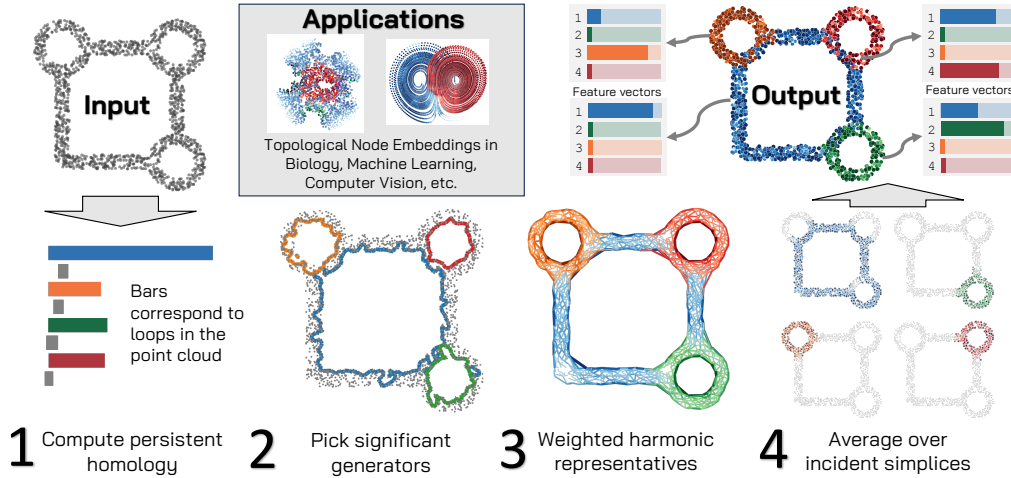 Input
Applications
Topological Node Embeddings in
Biology, Machine Learning,
Computer Vision, etc.
1
2
3
4
Feature vectors
1
2
3
4
Output
1
2
3
4
Feature vectors
1
2
3
4
Bars
correspond to
loops in the
point cloud
1 Compute persistent
homology
2 Pick significant
generators
3 Weighted harmonic
representatives
4 Average over
incident simplices